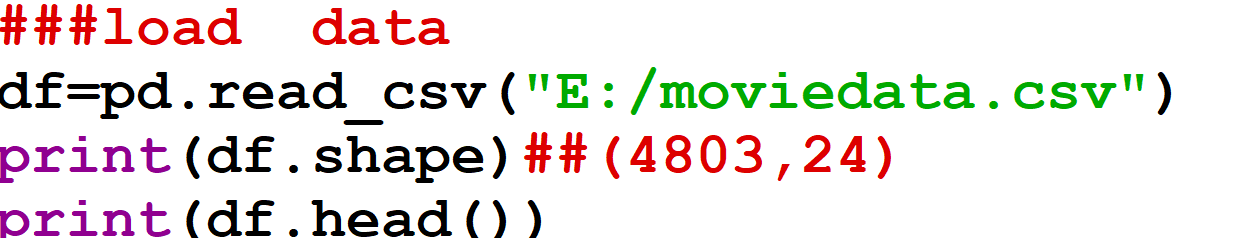 ###load  data
df=pd.read_csv("E:/moviedata.csv")
print(df.shape)##(4803,24)
print(df.head())